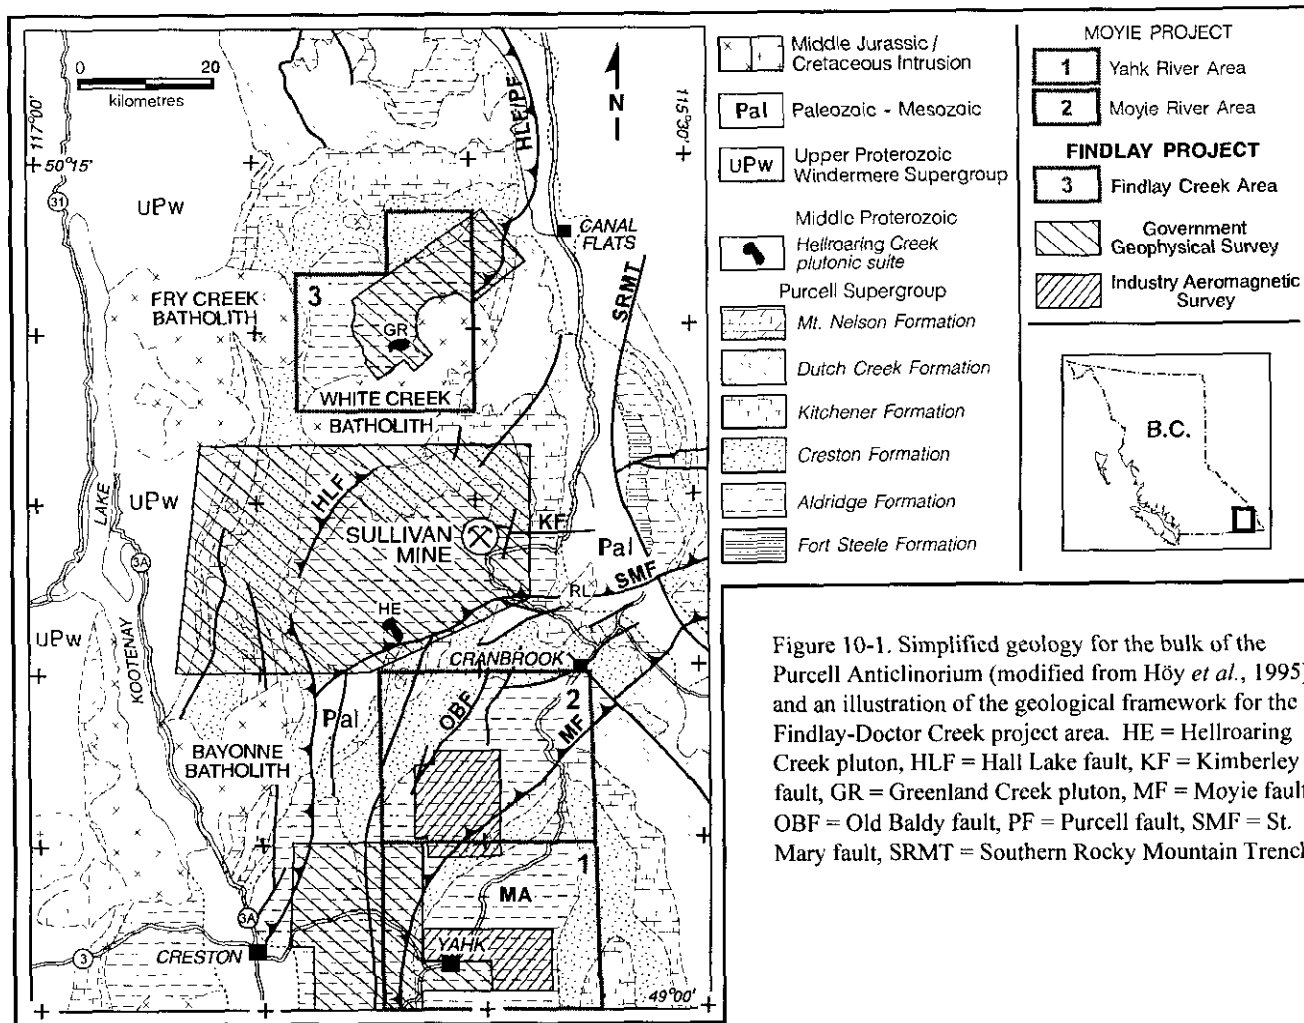 0 20
kilometres
N
117°00'
50°15'
115°30'
HLF/PF
31
uPw
CANAL
FLATS
SRMT
3
FRY CREEK
BATHOLITH
GR
WHITE CREEK
BATHOLITH
LAKE
uPw
HLF
SULLIVAN
MINE
KF
Pal
SMF
RL
3A
HE
uPw
KOOTENAY
CRANBROOK
2
Pal
OBF
MF
BAYONNE
BATHOLITH
1
MA
3A
CRESTON
YAHK
3
49°00'
Middle Jurassic /
Cretaceous Intrusion
Pal Paleozoic - Mesozoic
uPw Upper Proterozoic
Windermere Supergroup
Middle Proterozoic
Hellroaring Creek
plutonic suite
Purcell Supergroup
Mt. Nelson Formation
Dutch Creek Formation
Kitchener Formation
Creston Formation
Aldridge Formation
Fort Steele Formation
MOYIE PROJECT
1 Yahk River Area
2 Moyie River Area
FINDLAY PROJECT
3 Findlay Creek Area
Government
Geophysical Survey
Industry Aeromagnetic
Survey
B.C.
Figure 10-1. Simplified geology for the bulk of the
Purcell Anticlinorium (modified from Höy et al., 1995)
and an illustration of the geological framework for the
Findlay-Doctor Creek project area. HE = Hellroaring
Creek pluton, HLF = Hall Lake fault, KF = Kimberley
fault, GR = Greenland Creek pluton, MF = Moyie fault
OBF = Old Baldy fault, PF = Purcell fault, SMF = St.
Mary fault, SRMT = Southern Rocky Mountain Trench